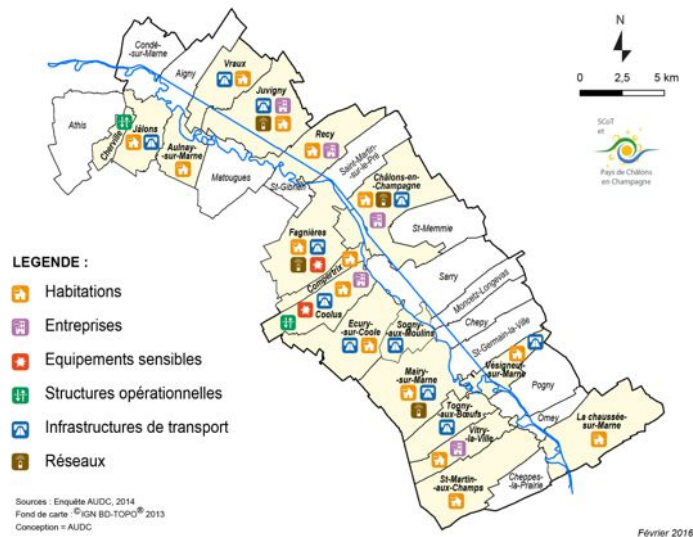 Condé-
-sur-Marne
Aigny
Vraux
Juvigny
N
0 2,5 5 km
Athis
Cherville
Jâlons
Aulnay-
-sur-Marne
Matougues
St-Gibrien
Recy
Saint-Martin
-sur-le-Pré
Châlons-en-
-Champagne
St-Memmie
SCoT
et
Pays de Châlons
en Champagne
Fagnières
Compertrix
Coolus
Sarry
Moncetz-Longevas
Chepy
St-Germain-la-Ville
Ecury-
-sur-Coole
Sogny-
-aux-Moulins
Vésigneul-
-sur-Marne
Mairy-
-sur-Marne
Pogny
Togny-
-aux-Bœufs
Omey
La chaussée-
-sur-Marne
Vitry-
-la-Ville
St-Martin-
-aux-Champs
Cheppes-
-la-Prairie
LEGENDE :
Habitations
Entreprises
Equipements sensibles
Structures opérationnelles
Infrastructures de transport
Réseaux
Sources : Enquête AUDC, 2014
Fond de carte : ©IGN BD-TOPO® 2013
Conception = AUDC
Février 2016